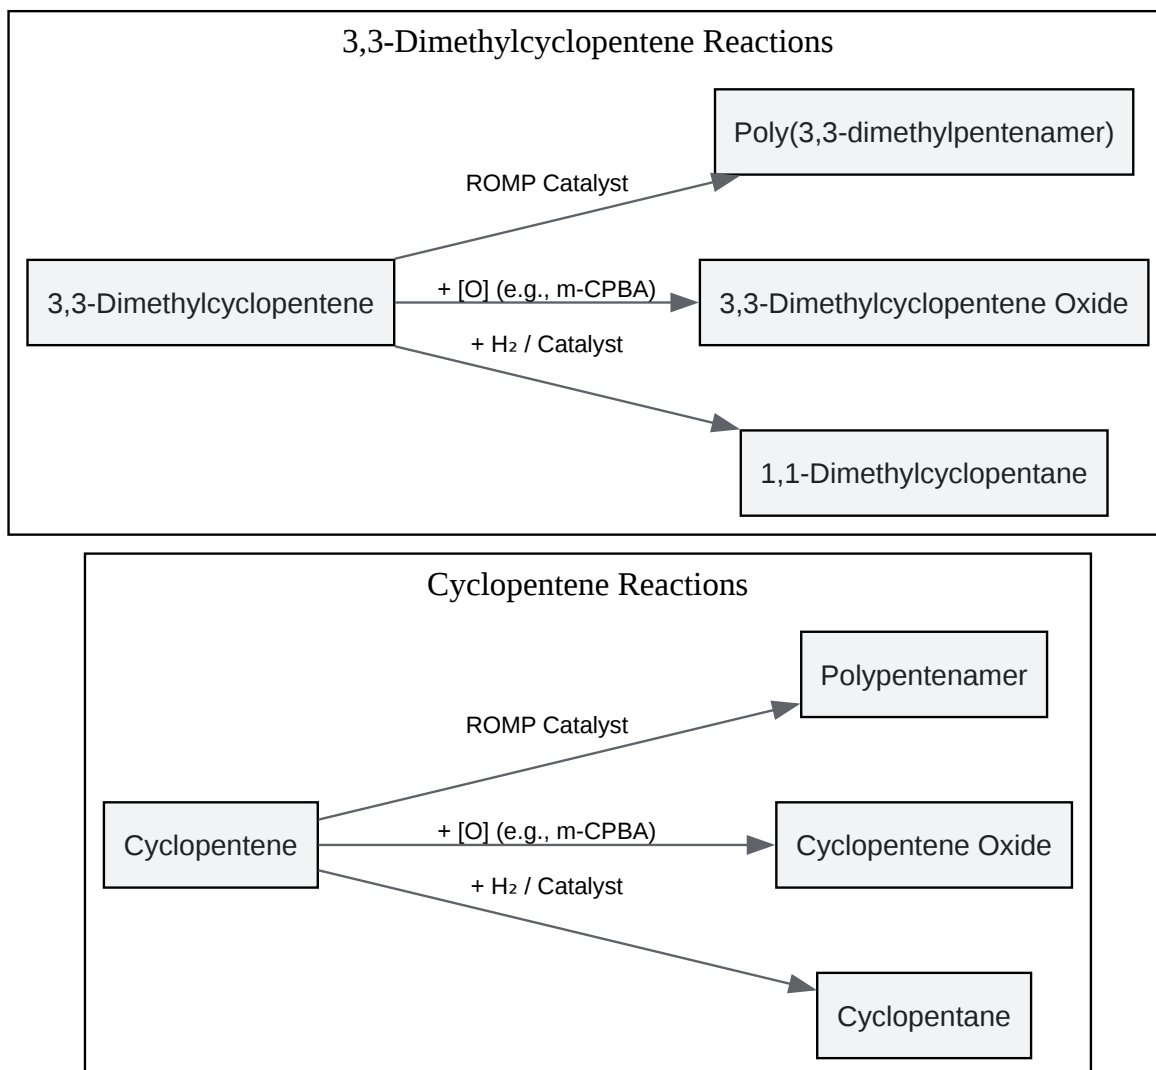 3,3-Dimethylcyclopentene Reactions
Poly(3,3-dimethylpentenamer)
ROMP Catalyst
3,3-Dimethylcyclopentene
+ [O] (e.g., m-CPBA)
3,3-Dimethylcyclopentene Oxide
+ H₂ / Catalyst
1,1-Dimethylcyclopentane
Cyclopentene Reactions
Polypentenamer
ROMP Catalyst
Cyclopentene
+ [O] (e.g., m-CPBA)
Cyclopentene Oxide
+ H₂ / Catalyst
Cyclopentane